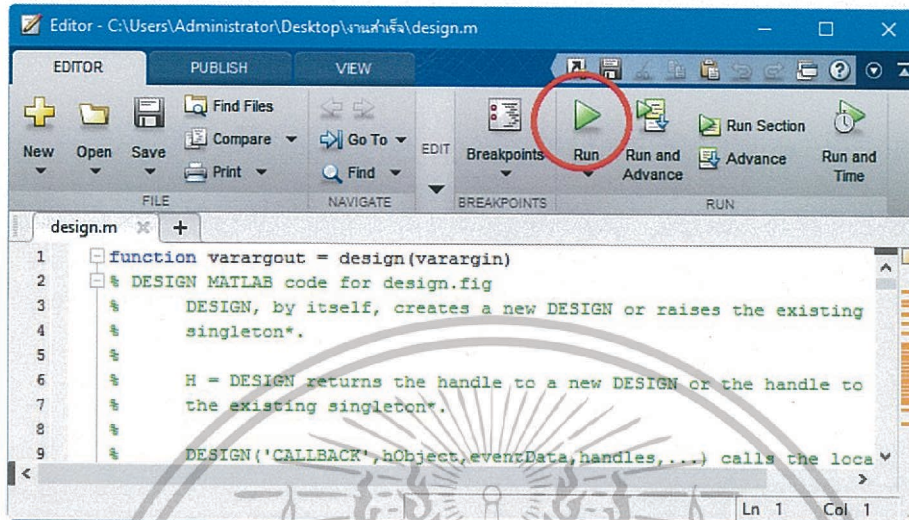 Editor - C:\Users\Administrator\Desktop\งานสำเร็จ\design.m
EDITOR PUBLISH VIEW
New Open Save
Find Files
Compare
Print
Go To
Find
EDIT
Breakpoints
Run
Run and Advance
Run Section
Advance
Run and Time
FILE NAVIGATE BREAKPOINTS RUN
design.m
1 function varargout = design(varargin)
2 % DESIGN MATLAB code for design.fig
3 % DESIGN, by itself, creates a new DESIGN or raises the existing
4 % singleton*.
5 %
6 % H = DESIGN returns the handle to a new DESIGN or the handle to
7 % the existing singleton*.
8 %
9 % DESIGN('CALLBACK',hObject,eventData,handles,...) calls the loca
Ln 1 Col 1